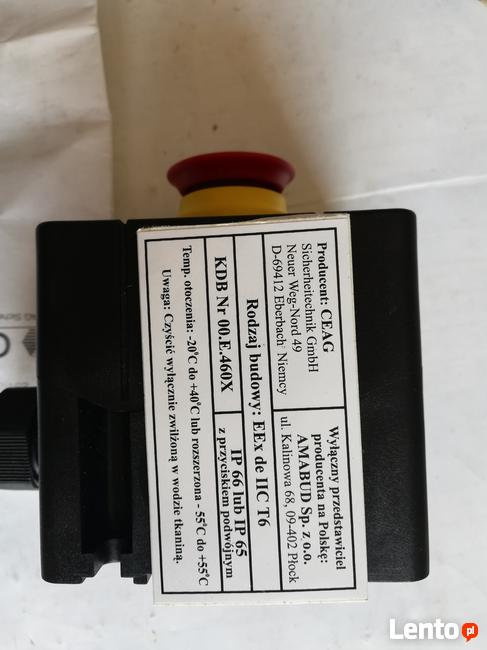 Producent: CEAG
Sicherheitechnik GmbH
Neuer Weg-Nord 49
D-69412 Eberbach Niemcy
Wyłączny przedstawiciel
producenta na Polskę:
AMABUD Sp. z o.o.
ul. Kalinowa 68, 09-402 Płock
Rodzaj budowy: EEx de IIC T6
KDB Nr 00.E.460X
IP 66 lub IP 65
z przyciskiem podwójnym
Temp. otoczenia: -20°C do +40°C lub rozszerzona - 55°C do +55°C
Uwaga: Czyścić wyłącznie zwilżoną w wodzie tkaniną.
Lento.pl